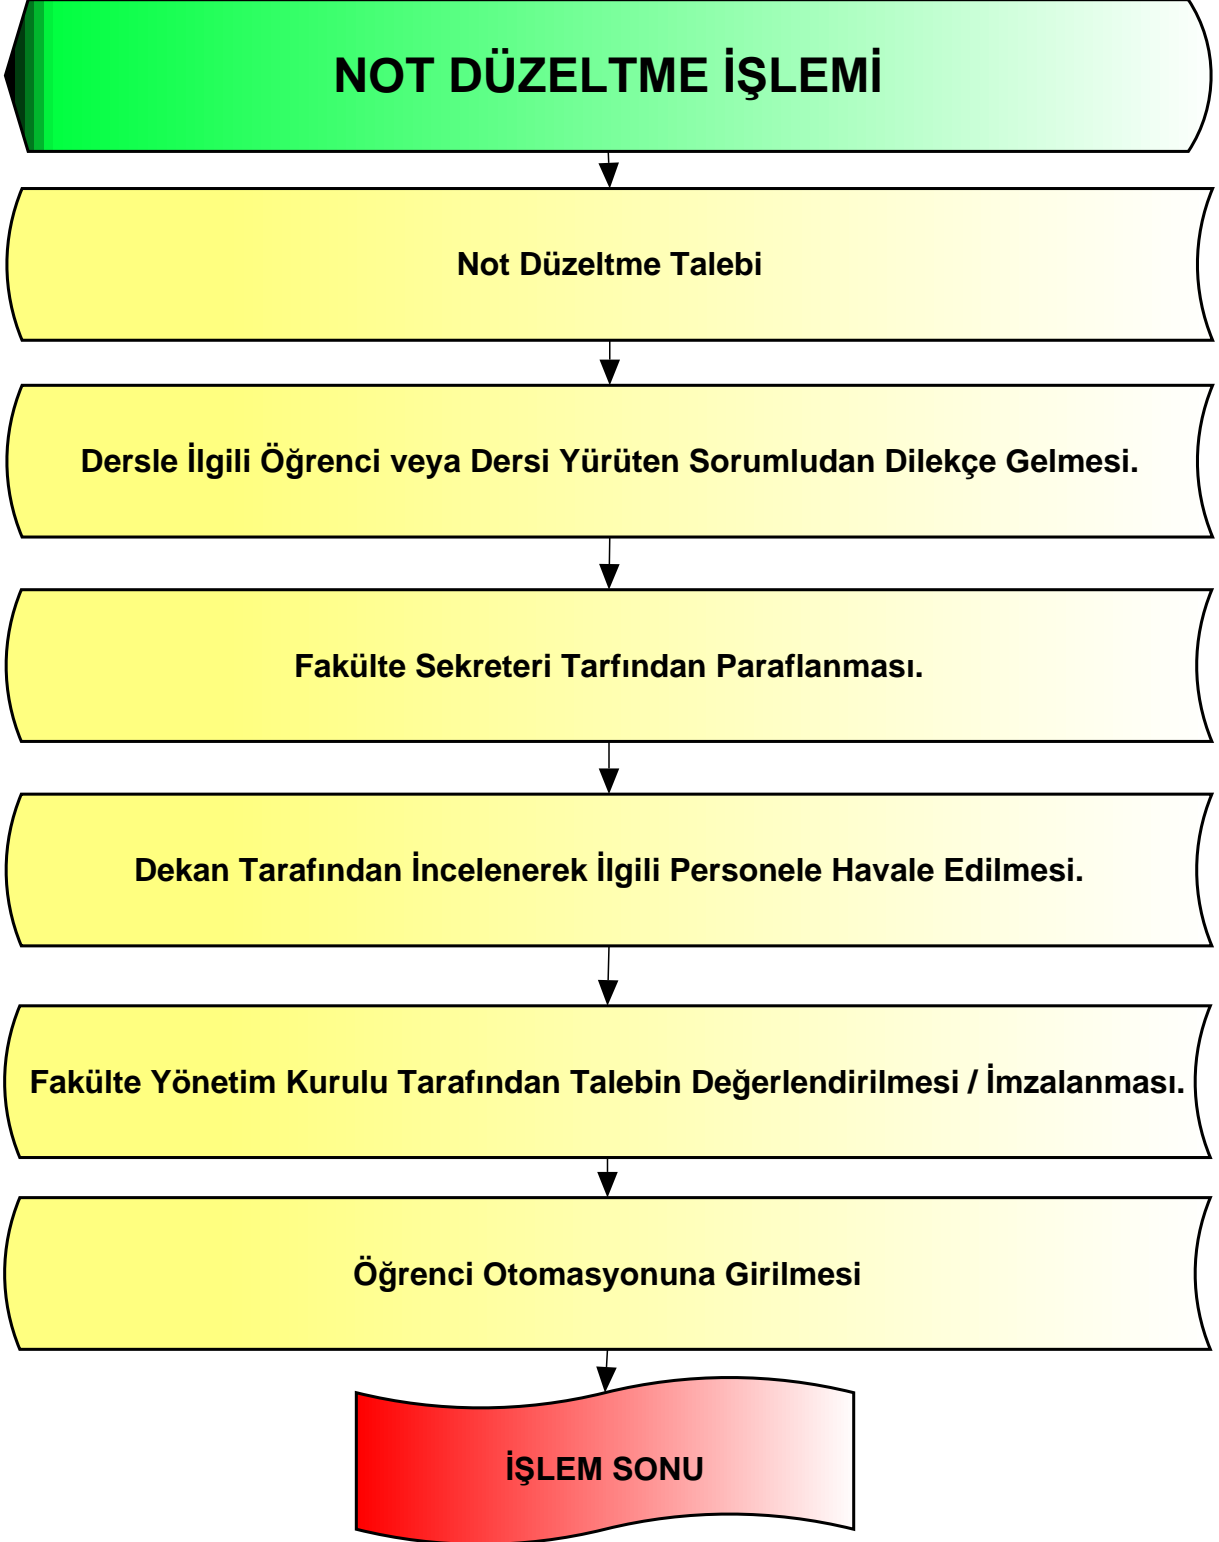 NOT DÜZELTME İŞLEMİ
Not Düzeltme Talebi
Dersle İlgili Öğrenci veya Dersi Yürüten Sorumludan Dilekçe Gelmesi.
Fakülte Sekreteri Tarfından Paraflanması.
Dekan Tarafından İncelenerek İlgili Personele Havale Edilmesi.
Fakülte Yönetim Kurulu Tarafından Talebin Değerlendirilmesi / İmzalanması.
Öğrenci Otomasyonuna Girilmesi
İŞLEM SONU